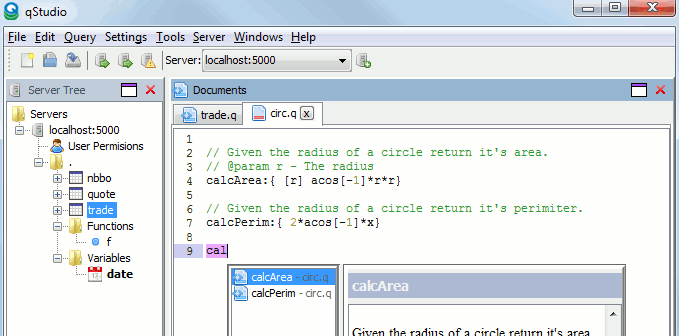 qStudio
File Edit Query Settings Tools Server Windows Help
Server: localhost:5000
Server Tree
Servers
localhost:5000
User Permisions
.
nbbo
quote
trade
Functions
f
Variables
date
Documents
trade.q circ.q x
1
2 // Given the radius of a circle return it's area.
3 // @param r - The radius
4 calcArea:{ [r] acos[-1]*r*r}
5
6 // Given the radius of a circle return it's perimiter.
7 calcPerim:{ 2*acos[-1]*x}
8
9 cal
calcArea - circ.q
calcPerim - circ.q
calcArea
Given the radius of a circle return it's area